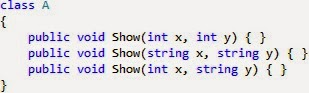 class A
{
public void Show(int x, int y) { }
public void Show(string x, string y) { }
public void Show(int x, string y) { }
}